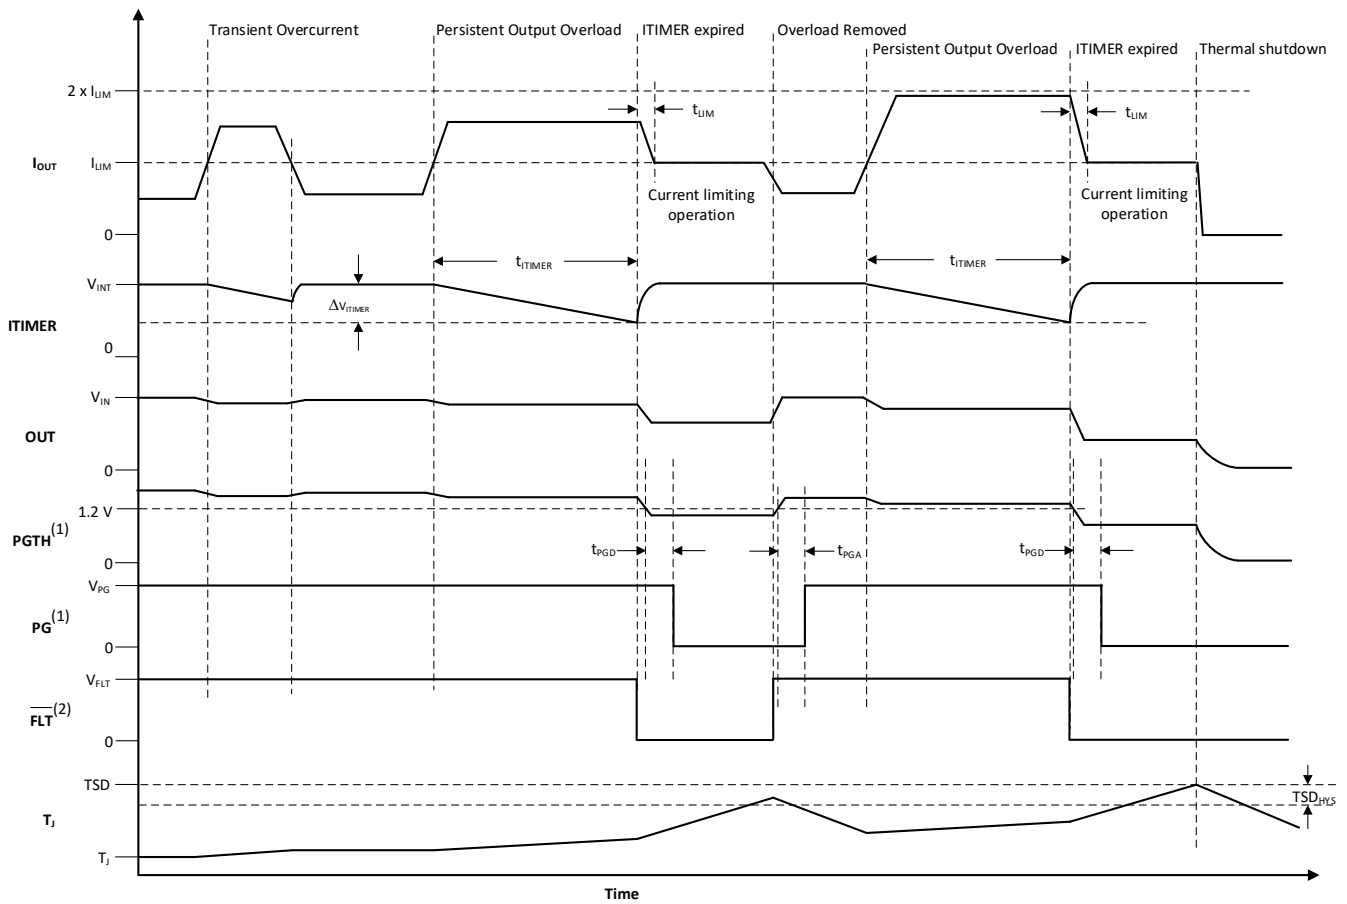 Transient Overcurrent
Persistent Output Overload
ITIMER expired
Overload Removed
Persistent Output Overload
ITIMER expired
Thermal shutdown
2 x ILIM
tLIM
tLIM
IOUT
ILIM
Current limiting
operation
Current limiting
operation
0
tITIMER
tITIMER
VINT
ΔVITIMER
ITIMER
0
VIN
OUT
0
1.2 V
PGTH(1)
tPGD
tPGA
tPGD
0
VPG
PG(1)
0
VFLT
FLT(2)
0
TSD
TSDHYS
TJ
TJ
Time